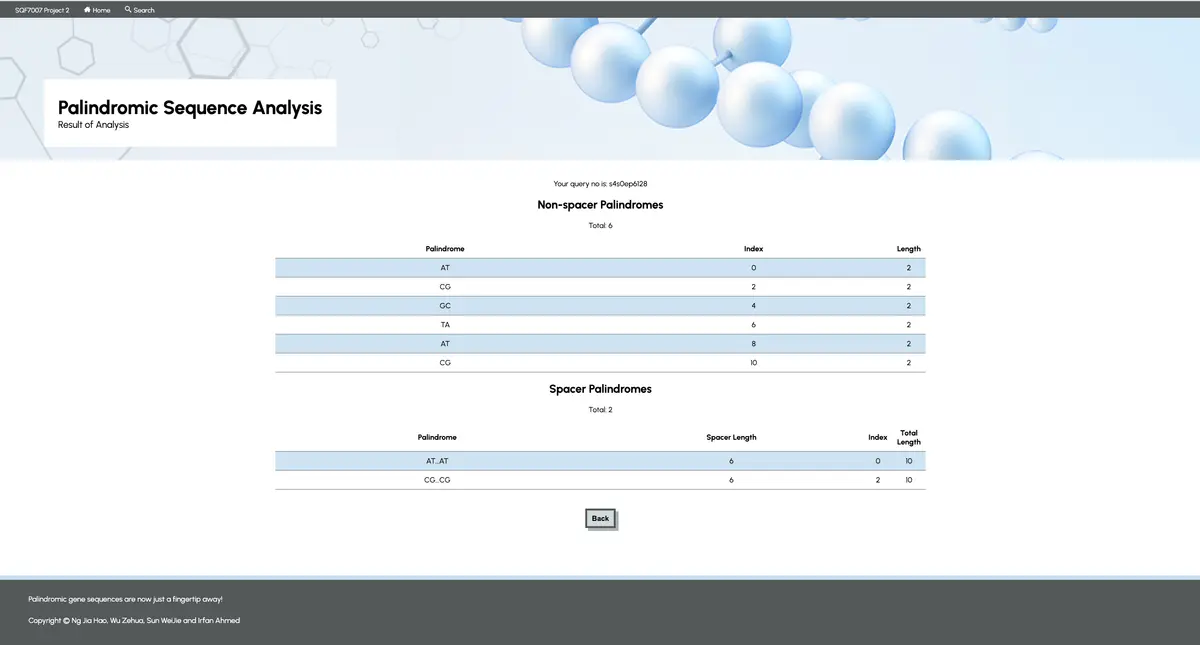 SQF7007 Project 2 Home Search
Palindromic Sequence Analysis
Result of Analysis
Your query no is: s4s0ep6128
Non-spacer Palindromes
Total: 6
Palindrome Index Length
AT 0 2
CG 2 2
GC 4 2
TA 6 2
AT 8 2
CG 10 2
Spacer Palindromes
Total: 2
Palindrome Spacer Length Index Total Length
AT...AT 6 0 10
CG...CG 6 2 10
Back
Palindromic gene sequences are now just a fingertip away!
Copyright © Ng Jia Hao, Wu Zehua, Sun WeiJie and Irfan Ahmed